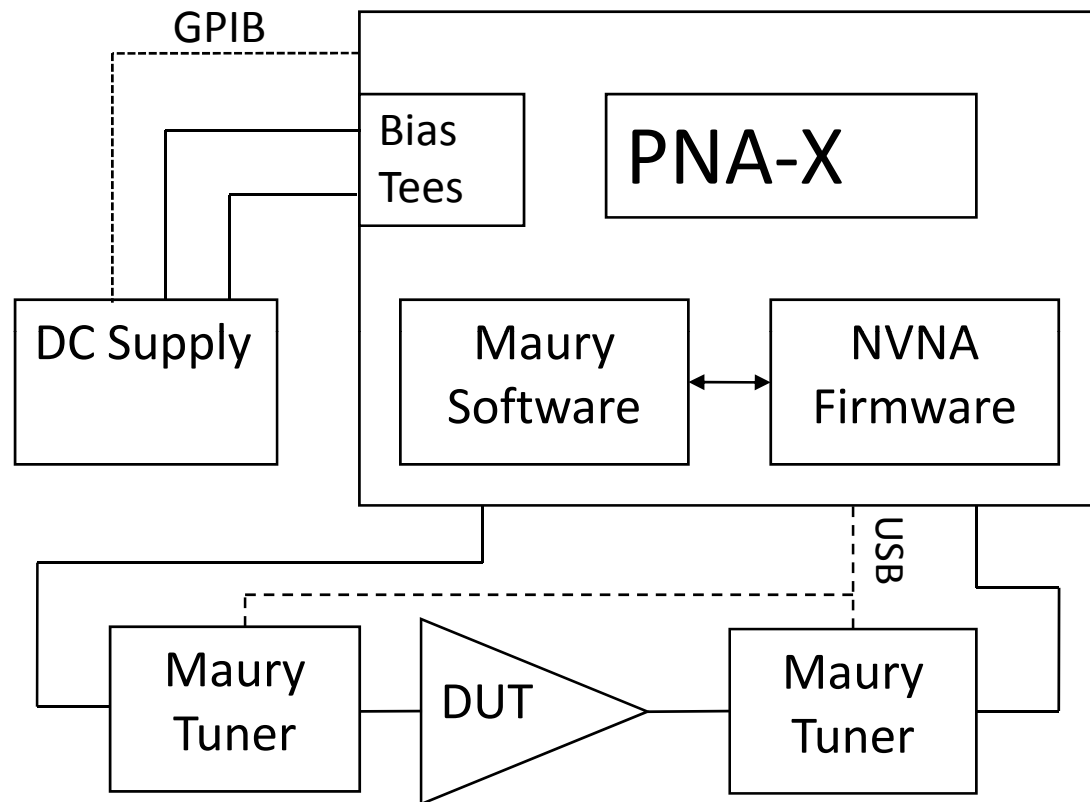 GPIB
Bias
Tees
PNA-X
DC Supply
Maury
Software
NVNA
Firmware
USB
Maury
Tuner
DUT
Maury
Tuner